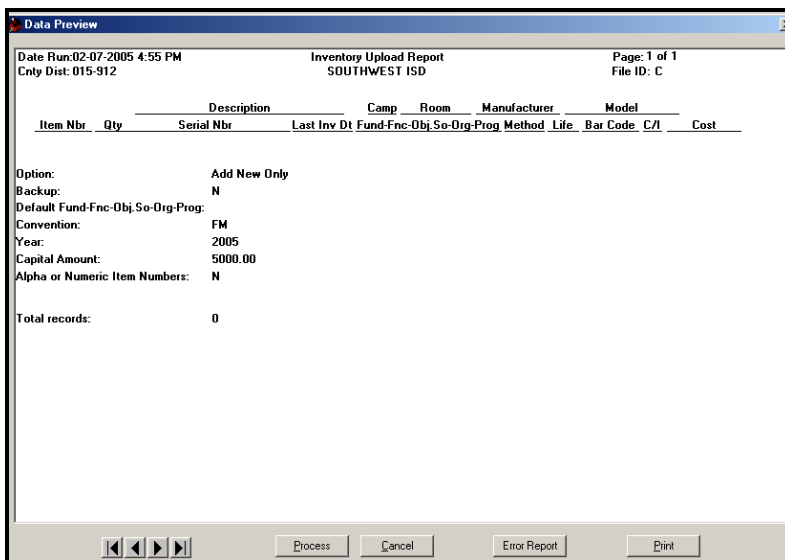 Data Preview
Date Run:02-07-2005 4:55 PM Inventory Upload Report Page: 1 of 1
Cnty Dist: 015-912 SOUTHWEST ISD File ID: C
Description Camp Room Manufacturer Model
Item Nbr Qty Serial Nbr Last Inv Dt Fund-Fnc-Obj.So-Org-Prog Method Life Bar Code C/I Cost
Option: Add New Only
Backup: N
Default Fund-Fnc-Obj.So-Org-Prog:
Convention: FM
Year: 2005
Capital Amount: 5000.00
Alpha or Numeric Item Numbers: N
Total records: 0
Process Cancel Error Report Print